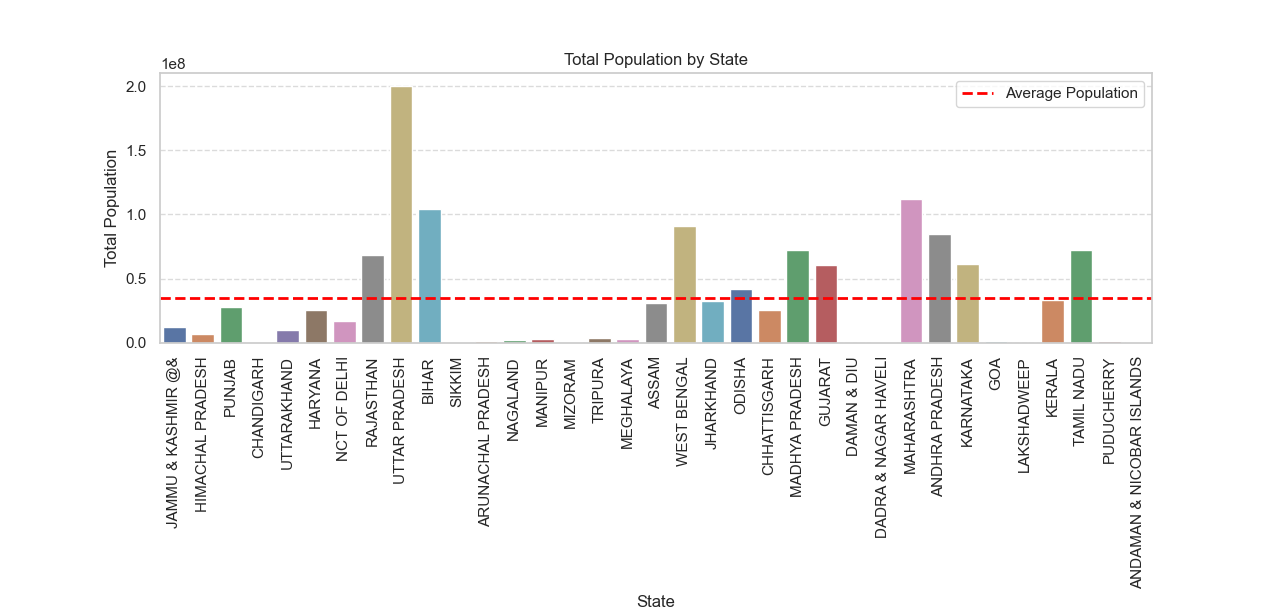 Total Population by State
1e8
Average Population
2.0
1.5
1.0
0.5
0.0
Total Population
JAMMU & KASHMIR @&
HIMACHAL PRADESH
PUNJAB
CHANDIGARH
UTTARAKHAND
HARYANA
NCT OF DELHI
RAJASTHAN
UTTAR PRADESH
BIHAR
SIKKIM
ARUNACHAL PRADESH
NAGALAND
MANIPUR
MIZORAM
TRIPURA
MEGHALAYA
ASSAM
WEST BENGAL
JHARKHAND
ODISHA
CHHATTISGARH
MADHYA PRADESH
GUJARAT
DAMAN & DIU
DADRA & NAGAR HAVELI
MAHARASHTRA
ANDHRA PRADESH
KARNATAKA
GOA
LAKSHADWEEP
KERALA
TAMIL NADU
PUDUCHERRY
ANDAMAN & NICOBAR ISLANDS
State